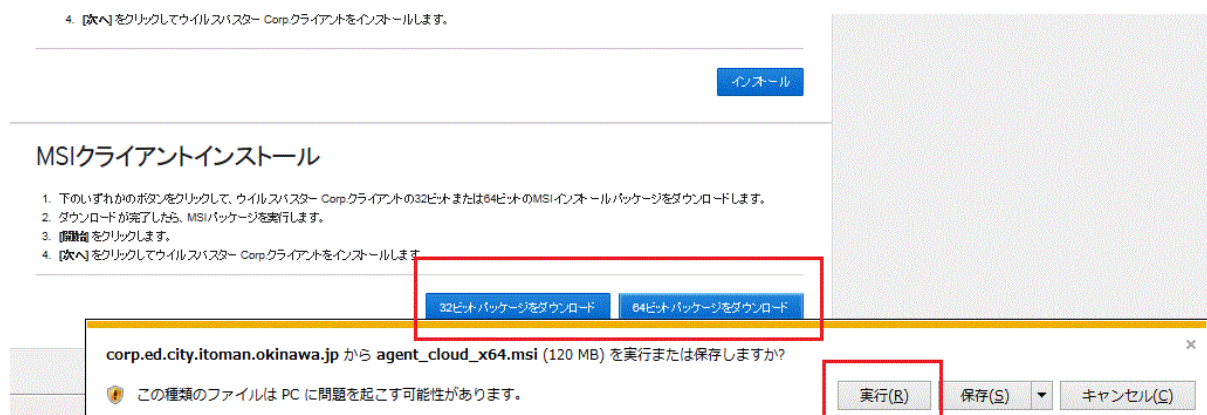 4. [次へ] をクリックしてウイルスバスター Corp.クライアントをインストールします。
インストール
MSIクライアントインストール
1. 下のいずれかのボタンをクリックして、ウイルスバスター Corp.クライアントの32ビットまたは64ビットのMSIインストールパッケージをダウンロードします。
2. ダウンロードが完了したら、MSIパッケージを実行します。
3. [開始] をクリックします。
4. [次へ] をクリックしてウイルスバスター Corp.クライアントをインストールします
32ビットパッケージをダウンロード 64ビットパッケージをダウンロード
corp.ed.city.itoman.okinawa.jp から agent_cloud_x64.msi (120 MB) を実行または保存しますか?
×
この種類のファイルは PC に問題を起こす可能性があります。 実行(R) 保存(S) ▼ キャンセル(C)